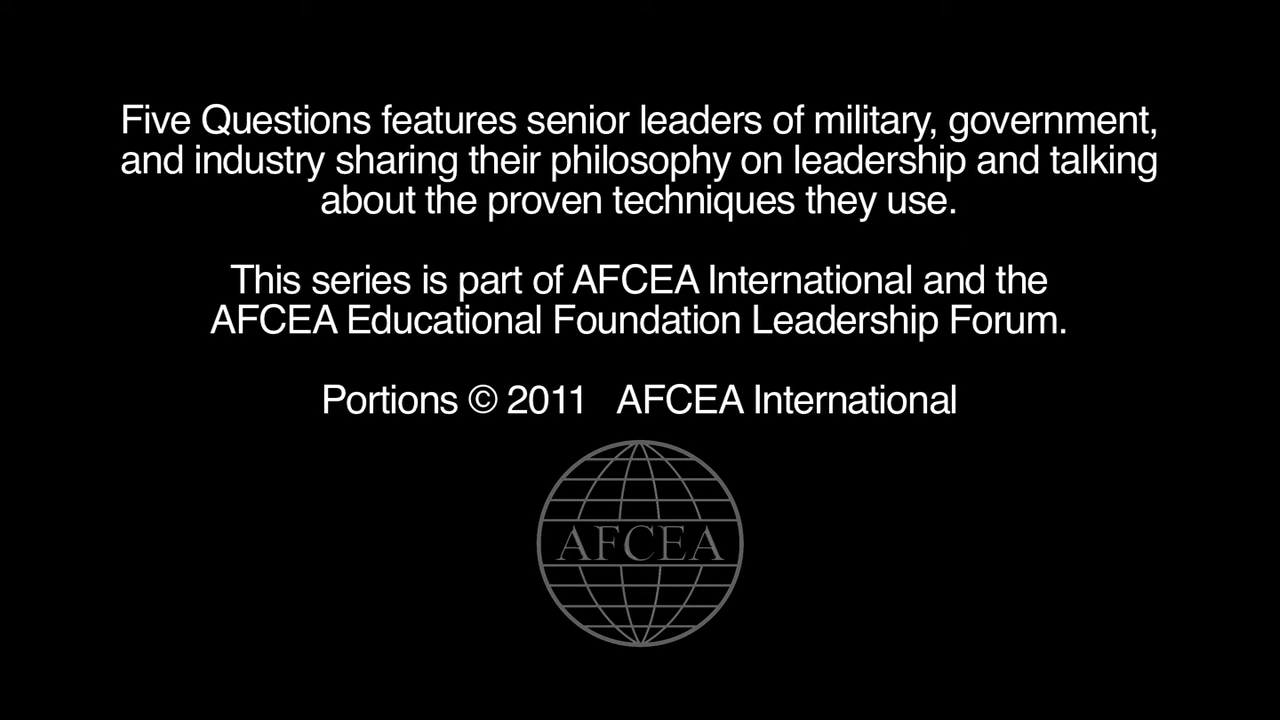 Five Questions features senior leaders of military, government,
and industry sharing their philosophy on leadership and talking
about the proven techniques they use.
This series is part of AFCEA International and the
AFCEA Educational Foundation Leadership Forum.
Portions © 2011 AFCEA International
AFCEA